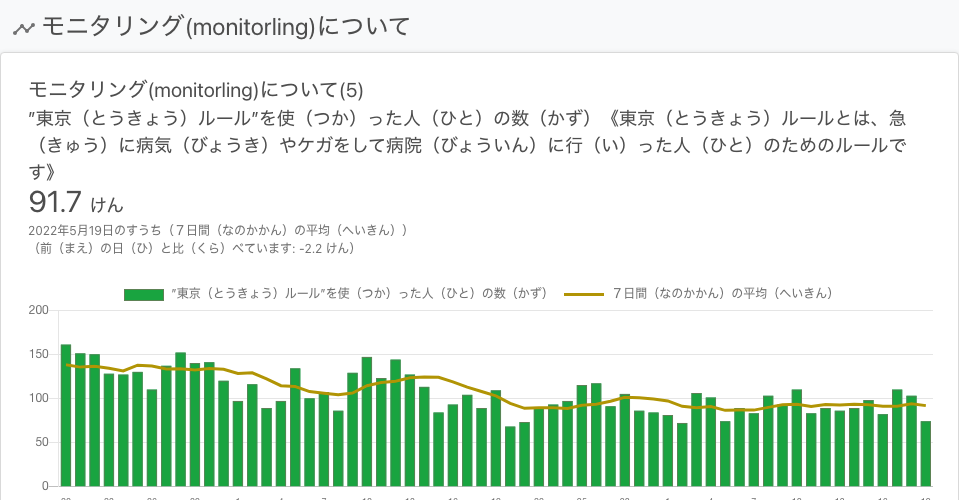 モニタリング(monitorling)について
モニタリング(monitorling)について(5)
”東京（とうきょう）ルール”を使（つか）った人（ひと）の数（かず）《東京（とうきょう）ルールとは、急
（きゅう）に病気（びょうき）やケガをして病院（びょういん）に行（い）った人（ひと）のためのルールで
す》
91.7 けん
2022年5月19日のすうち（７日間（なのかかん）の平均（へいきん））
（前（まえ）の日（ひ）と比（くら）べています: -2.2 けん）
”東京（とうきょう）ルール”を使（つか）った人（ひと）の数（かず） ７日間（なのかかん）の平均（へいきん）
200
150
100
50
0